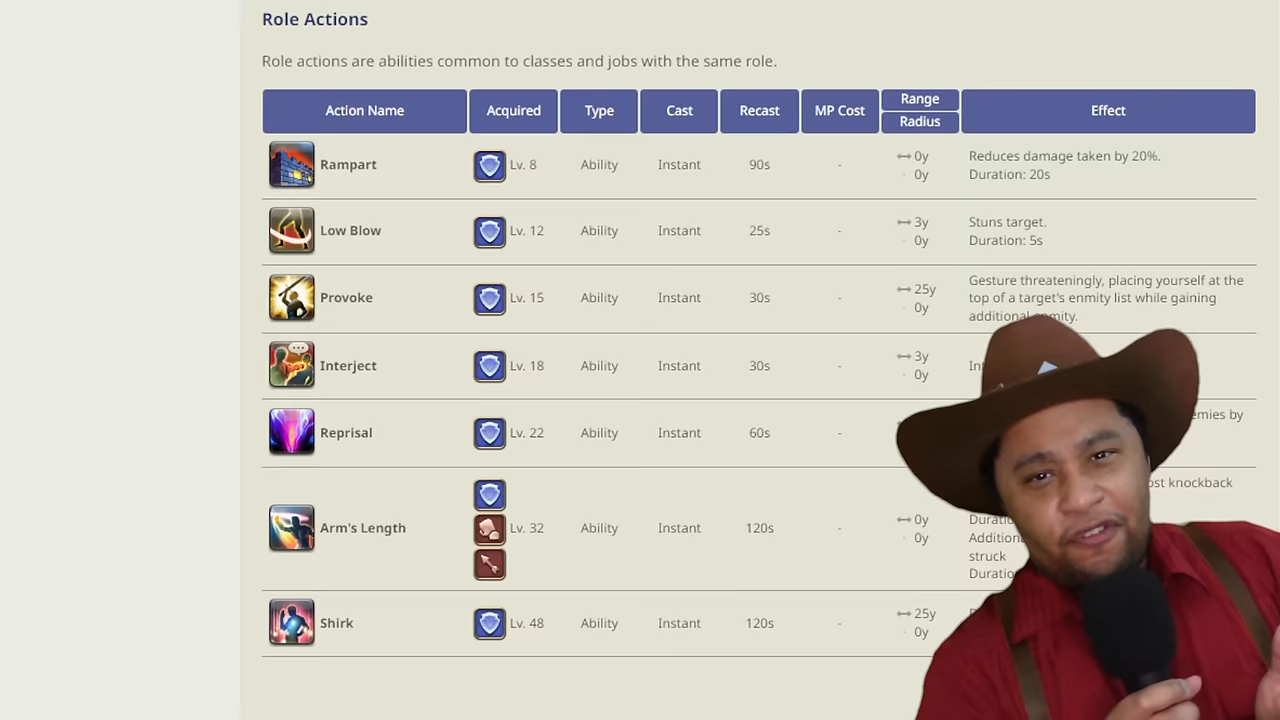 Role Actions
Role actions are abilities common to classes and jobs with the same role.
Action Name Acquired Type Cast Recast MP Cost Range Radius Effect
Rampart Lv. 8 Ability Instant 90s - 0y 0y Reduces damage taken by 20%.
Duration: 20s
Low Blow Lv. 12 Ability Instant 25s - 3y 0y Stuns target.
Duration: 5s
Provoke Lv. 15 Ability Instant 30s - 25y 0y Gesture threateningly, placing yourself at the
top of a target's enmity list while gaining
additional enmity.
Interject Lv. 18 Ability Instant 30s - 3y 0y
Reprisal Lv. 22 Ability Instant 60s - by
Arm's Length Lv. 32 Ability Instant 120s - 0y 0y knockback
struck
Shirk Lv. 48 Ability Instant 120s - 25y 0y